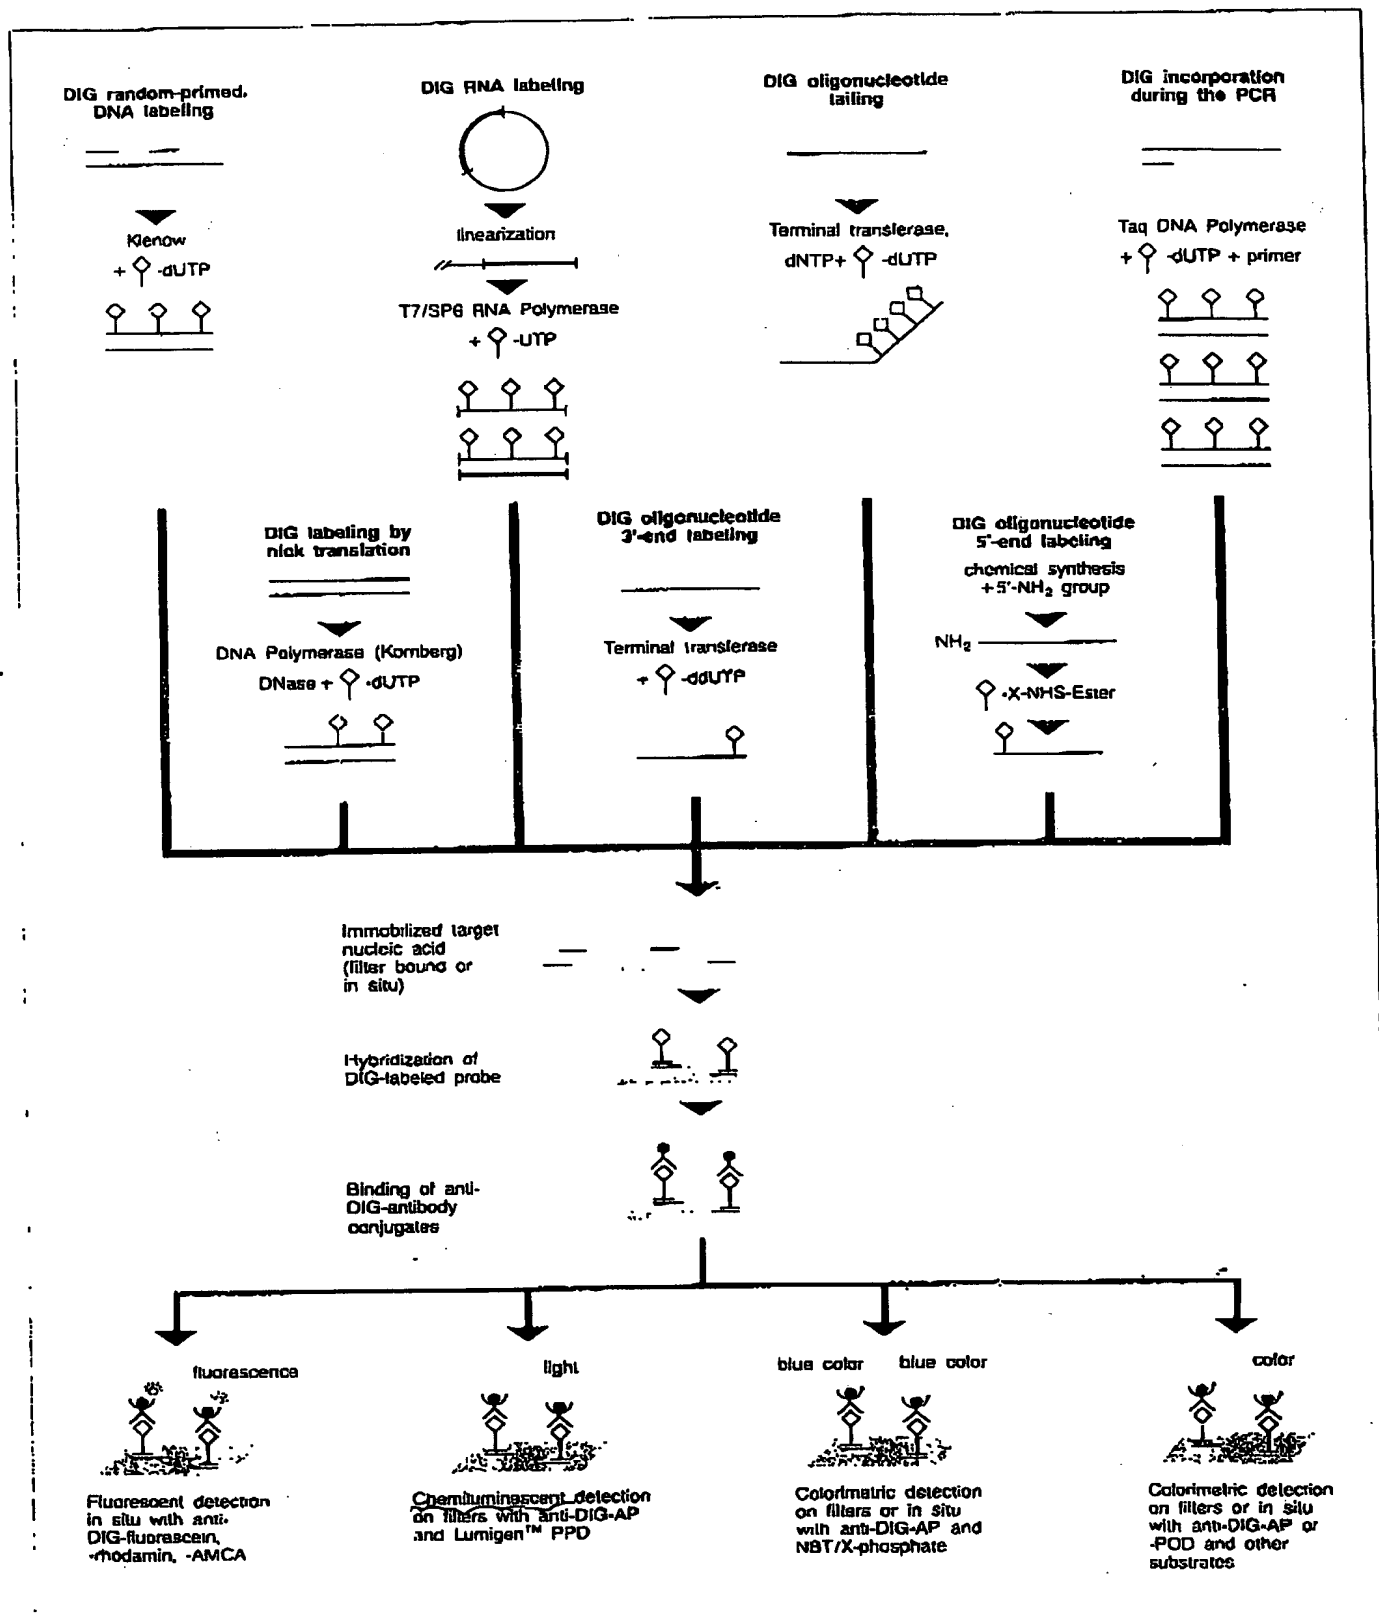 DIG random-primed.
DNA labeling
Klenow
+ -dUTP
DIG RNA labeling
linearization
T7/SP6 RNA Polymerase
+ -UTP
DIG oligonucleotide
tailing
Terminal transferase,
dNTP+ -dUTP
DIG incorporation
during the PCR
Taq DNA Polymerase
+ -dUTP + primer
DIG labeling by
nick translation
DNA Polymerase (Kornberg)
DNase + -dUTP
DIG oligonucleotide
3'-end labeling
Terminal transferase
+ -ddUTP
DIG oligonucleotide
5'-end labeling
chemical synthesis
+5'-NH₂ group
NH₂
-X-NHS-Ester
Immobilized target
nucleic acid
(filter bound or
in situ)
Hybridization of
DIG-labeled probe
Binding of anti-
DIG-antibody
conjugates
fluorescence
Fluorescent detection
in situ with anti-
DIG-fluorescein,
-rhodamin, -AMCA
light
Chemiluminescent detection
on filters with anti-DIG-AP
and Lumigen™ PPD
blue color blue color
Colorimetric detection
on filters or in situ
with anti-DIG-AP and
NBT/X-phosphate
color
Colorimetric detection
on filters or in situ
with anti-DIG-AP or
-POD and other
substrates